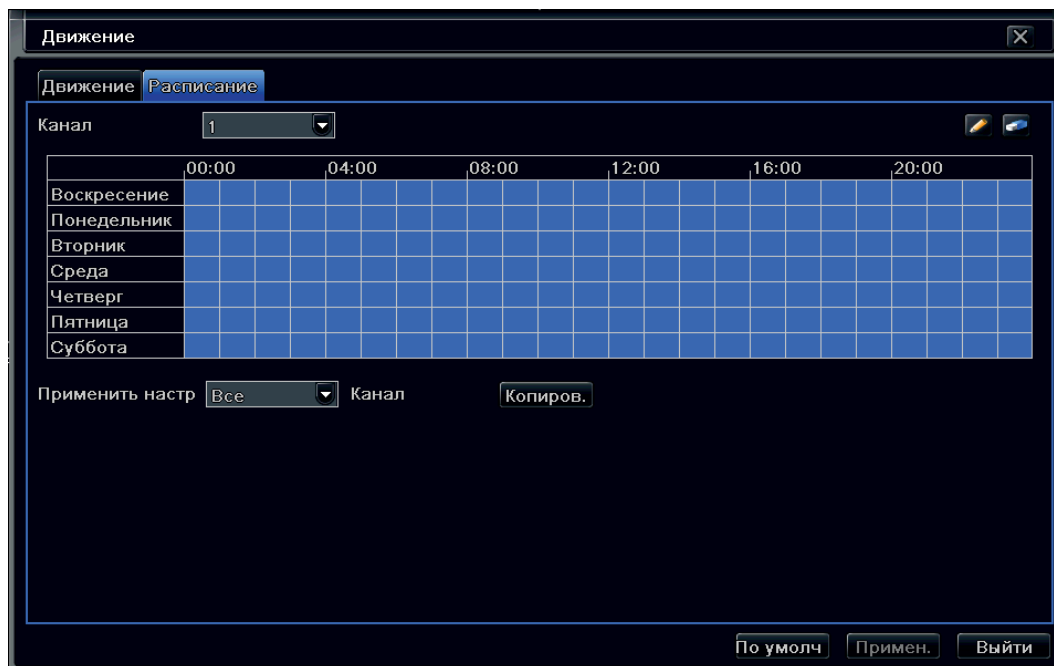 Движение
Движение Расписание
Канал 1
00:00 04:00 08:00 12:00 16:00 20:00
Воскресение
Понедельник
Вторник
Среда
Четверг
Пятница
Суббота
Применить настр Все Канал Копиров.
По умолч Примен. Выйти